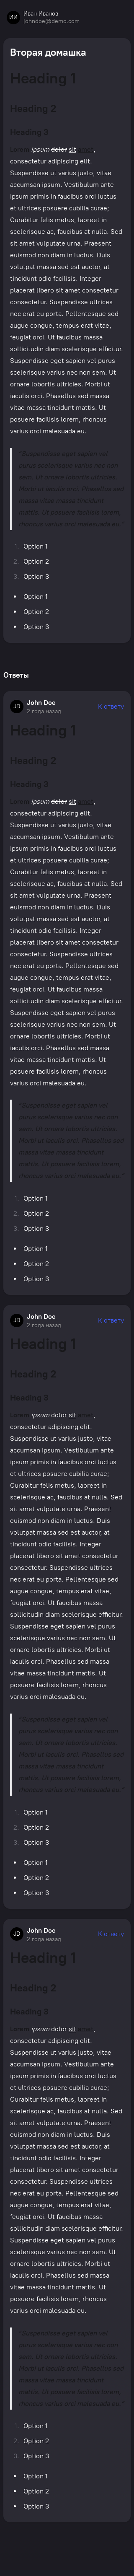 ИИ
Иван Иванов
johndoe@demo.com
Вторая домашка
Heading 1
Heading 2
Heading 3
Lorem ipsum dolor sit amet,
consectetur adipiscing elit.
Suspendisse ut varius justo, vitae
accumsan ipsum. Vestibulum ante
ipsum primis in faucibus orci luctus
et ultrices posuere cubilia curae;
Curabitur felis metus, laoreet in
scelerisque ac, faucibus at nulla. Sed
sit amet vulputate urna. Praesent
euismod non diam in luctus. Duis
volutpat massa sed est auctor, at
tincidunt odio facilisis. Integer
placerat libero sit amet consectetur
consectetur. Suspendisse ultrices
nec erat eu porta. Pellentesque sed
augue congue, tempus erat vitae,
feugiat orci. Ut faucibus massa
sollicitudin diam scelerisque efficitur.
Suspendisse eget sapien vel purus
scelerisque varius nec non sem. Ut
ornare lobortis ultricies. Morbi ut
iaculis orci. Phasellus sed massa
vitae massa tincidunt mattis. Ut
posuere facilisis lorem, rhoncus
varius orci malesuada eu.
1. Option 1
2. Option 2
3. Option 3
• Option 1
• Option 2
• Option 3
Ответы
JD
John Doe
2 года назад
К ответу
Heading 1
Heading 2
Heading 3
Lorem ipsum dolor sit amet,
consectetur adipiscing elit.
Suspendisse ut varius justo, vitae
accumsan ipsum. Vestibulum ante
ipsum primis in faucibus orci luctus
et ultrices posuere cubilia curae;
Curabitur felis metus, laoreet in
scelerisque ac, faucibus at nulla. Sed
sit amet vulputate urna. Praesent
euismod non diam in luctus. Duis
volutpat massa sed est auctor, at
tincidunt odio facilisis. Integer
placerat libero sit amet consectetur
consectetur. Suspendisse ultrices
nec erat eu porta. Pellentesque sed
augue congue, tempus erat vitae,
feugiat orci. Ut faucibus massa
sollicitudin diam scelerisque efficitur.
Suspendisse eget sapien vel purus
scelerisque varius nec non sem. Ut
ornare lobortis ultricies. Morbi ut
iaculis orci. Phasellus sed massa
vitae massa tincidunt mattis. Ut
posuere facilisis lorem, rhoncus
varius orci malesuada eu.
1. Option 1
2. Option 2
3. Option 3
• Option 1
• Option 2
• Option 3
JD
John Doe
2 года назад
К ответу
Heading 1
Heading 2
Heading 3
Lorem ipsum dolor sit amet,
consectetur adipiscing elit.
Suspendisse ut varius justo, vitae
accumsan ipsum. Vestibulum ante
ipsum primis in faucibus orci luctus
et ultrices posuere cubilia curae;
Curabitur felis metus, laoreet in
scelerisque ac, faucibus at nulla. Sed
sit amet vulputate urna. Praesent
euismod non diam in luctus. Duis
volutpat massa sed est auctor, at
tincidunt odio facilisis. Integer
placerat libero sit amet consectetur
consectetur. Suspendisse ultrices
nec erat eu porta. Pellentesque sed
augue congue, tempus erat vitae,
feugiat orci. Ut faucibus massa
sollicitudin diam scelerisque efficitur.
Suspendisse eget sapien vel purus
scelerisque varius nec non sem. Ut
ornare lobortis ultricies. Morbi ut
iaculis orci. Phasellus sed massa
vitae massa tincidunt mattis. Ut
posuere facilisis lorem, rhoncus
varius orci malesuada eu.
1. Option 1
2. Option 2
3. Option 3
• Option 1
• Option 2
• Option 3
JD
John Doe
2 года назад
К ответу
Heading 1
Heading 2
Heading 3
Lorem ipsum dolor sit amet,
consectetur adipiscing elit.
Suspendisse ut varius justo, vitae
accumsan ipsum. Vestibulum ante
ipsum primis in faucibus orci luctus
et ultrices posuere cubilia curae;
Curabitur felis metus, laoreet in
scelerisque ac, faucibus at nulla. Sed
sit amet vulputate urna. Praesent
euismod non diam in luctus. Duis
volutpat massa sed est auctor, at
tincidunt odio facilisis. Integer
placerat libero sit amet consectetur
consectetur. Suspendisse ultrices
nec erat eu porta. Pellentesque sed
augue congue, tempus erat vitae,
feugiat orci. Ut faucibus massa
sollicitudin diam scelerisque efficitur.
Suspendisse eget sapien vel purus
scelerisque varius nec non sem. Ut
ornare lobortis ultricies. Morbi ut
iaculis orci. Phasellus sed massa
vitae massa tincidunt mattis. Ut
posuere facilisis lorem, rhoncus
varius orci malesuada eu.
1. Option 1
2. Option 2
3. Option 3
• Option 1
• Option 2
• Option 3